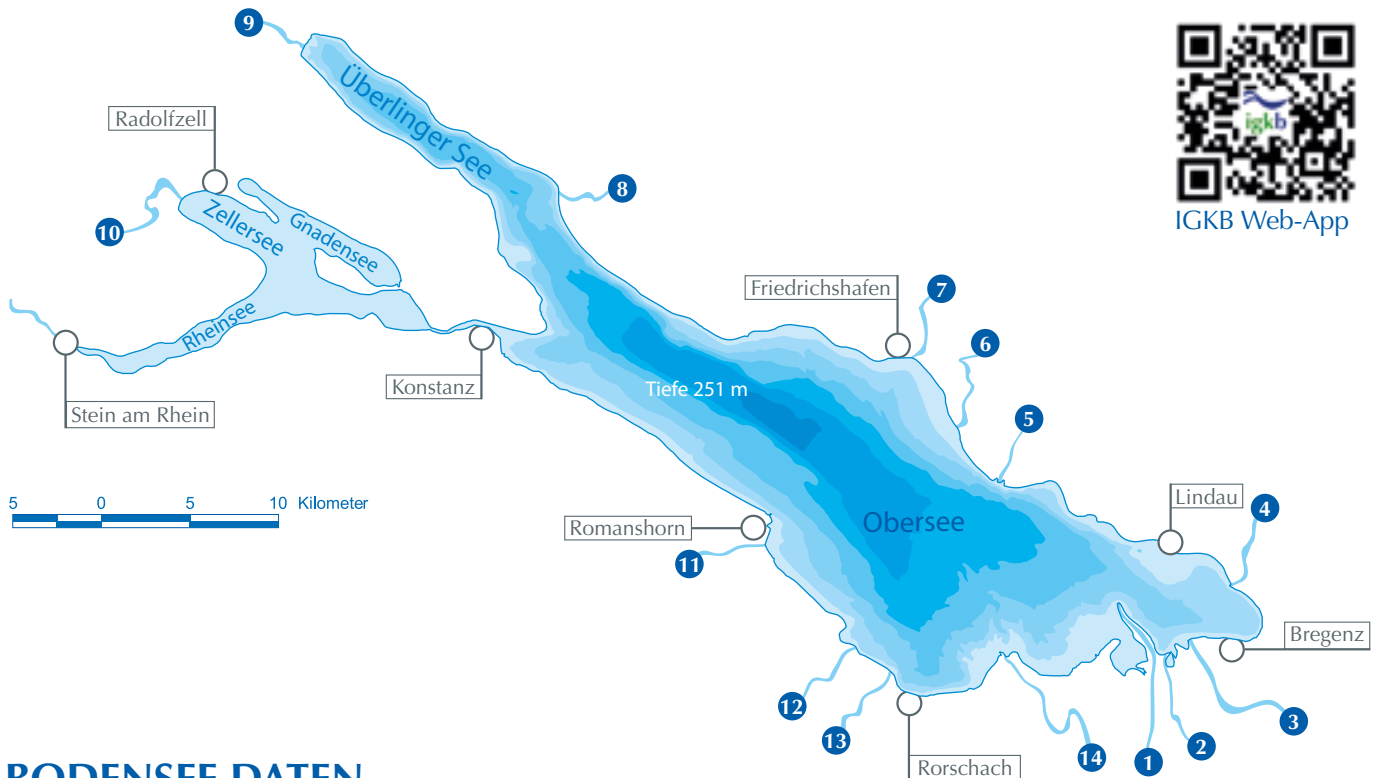 9
Überlinger See
Radolfzell
igkb
IGKB Web-App
8
10
Zellersee
Gnadensee
Rheinsee
Friedrichshafen
7
6
Konstanz
Tiefe 251 m
Stein am Rhein
5
5 0 5 10 Kilometer
Lindau
4
Romanshorn
Obersee
11
Bregenz
12
13
3
2
14
1
Rorschach
BODENSEE DATEN